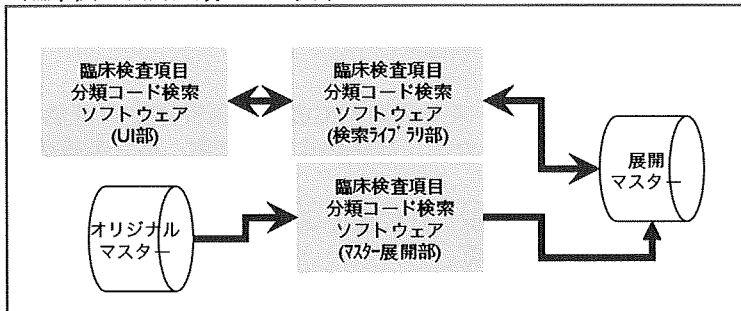 臨床検査項目
分類コード検索
ソフトウェア
(UI部)
臨床検査項目
分類コード検索
ソフトウェア
(検索ライブラリ部)
展開
マスター
オリジナル
マスター
臨床検査項目
分類コード検索
ソフトウェア
(マスター展開部)